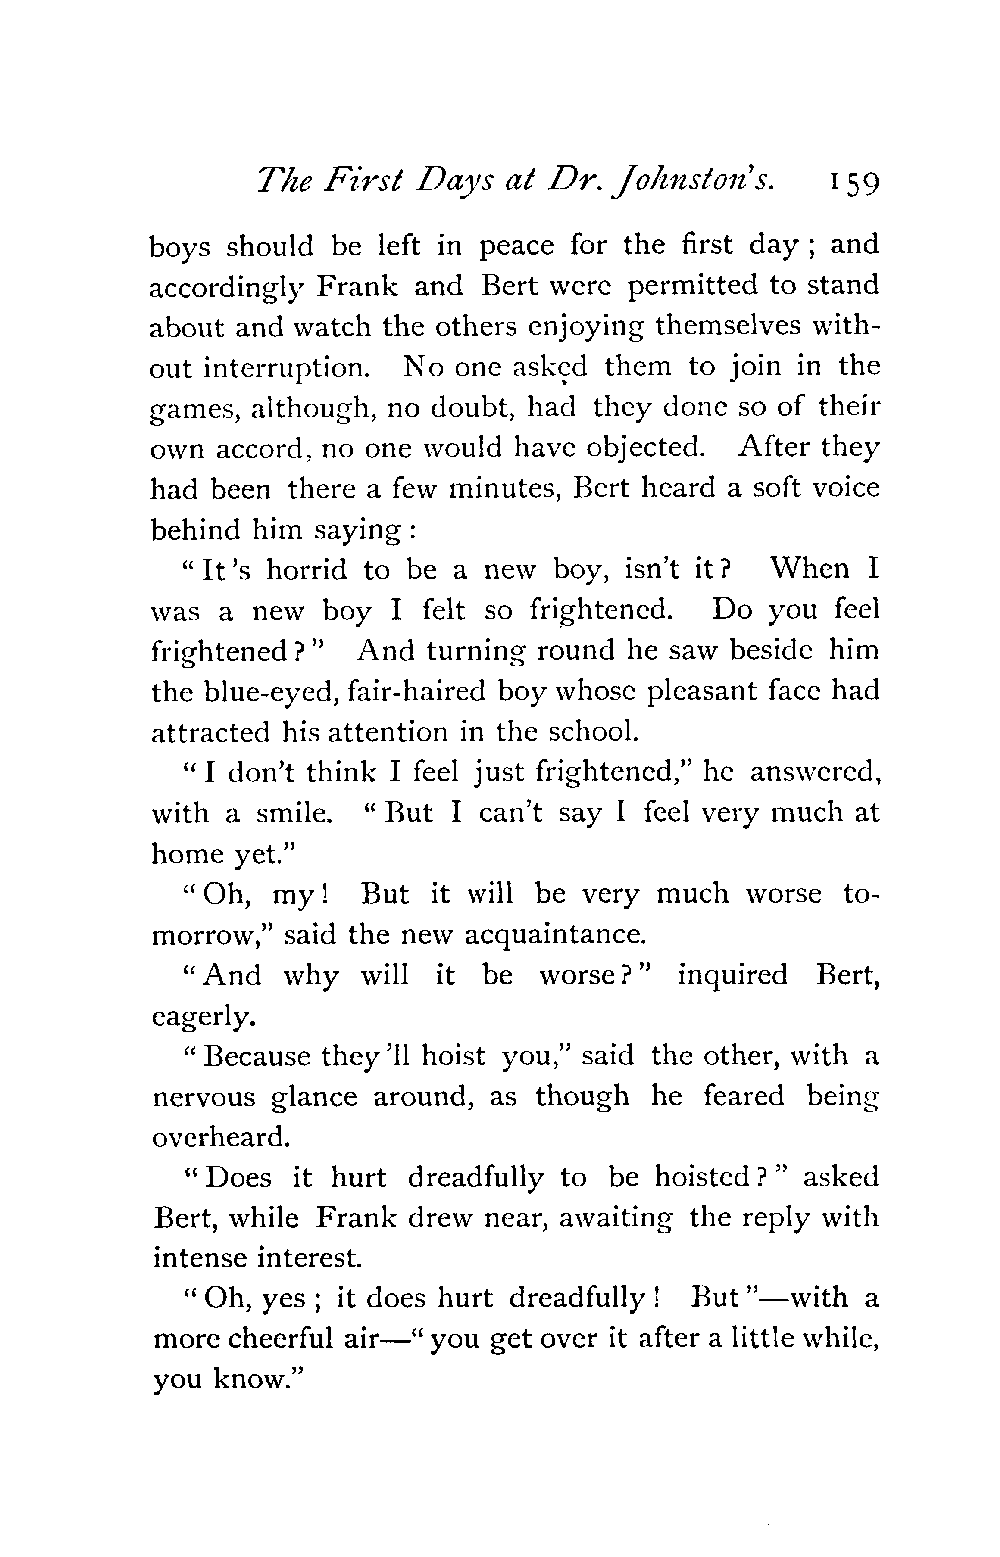 The First Days at Dr. Johnston's. 159
boys should be left in peace for the first day ; and
accordingly Frank and Bert were permitted to stand
about and watch the others enjoying themselves with-
out interruption. No one asked them to join in the
games, although, no doubt, had they done so of their
own accord, no one would have objected. After they
had been there a few minutes, Bert heard a soft voice
behind him saying :
“ It 's horrid to be a new boy, isn't it ? When I
was a new boy I felt so frightened. Do you feel
frightened ? ” And turning round he saw beside him
the blue-eyed, fair-haired boy whose pleasant face had
attracted his attention in the school.
“ I don't think I feel just frightened,” he answered,
with a smile. “ But I can't say I feel very much at
home yet.”
“ Oh, my ! But it will be very much worse to-
morrow,” said the new acquaintance.
“ And why will it be worse ? ” inquired Bert,
eagerly.
“ Because they 'll hoist you,” said the other, with a
nervous glance around, as though he feared being
overheard.
“ Does it hurt dreadfully to be hoisted ? ” asked
Bert, while Frank drew near, awaiting the reply with
intense interest.
“ Oh, yes ; it does hurt dreadfully ! But ”—with a
more cheerful air—“ you get over it after a little while,
you know.”